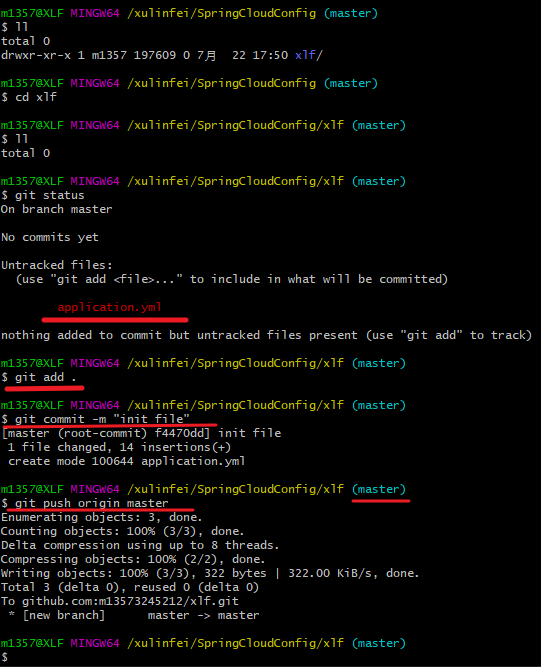 m1357@XLF MINGW64 /xulinfei/SpringCloudConfig (master)
$ ll
total 0
drwxr-xr-x 1 m1357 197609 0 7月  22 17:50 xlf/
m1357@XLF MINGW64 /xulinfei/SpringCloudConfig (master)
$ cd xlf
m1357@XLF MINGW64 /xulinfei/SpringCloudConfig/xlf (master)
$ ll
total 0
m1357@XLF MINGW64 /xulinfei/SpringCloudConfig/xlf (master)
$ git status
On branch master
No commits yet
Untracked files:
(use "git add <file>..." to include in what will be committed)
application.yml
nothing added to commit but untracked files present (use "git add" to track)
m1357@XLF MINGW64 /xulinfei/SpringCloudConfig/xlf (master)
$ git add .
m1357@XLF MINGW64 /xulinfei/SpringCloudConfig/xlf (master)
$ git commit -m "init file"
[master (root-commit) f4470dd] init file
1 file changed, 14 insertions(+)
create mode 100644 application.yml
m1357@XLF MINGW64 /xulinfei/SpringCloudConfig/xlf (master)
$ git push origin master
Enumerating objects: 3, done.
Counting objects: 100% (3/3), done.
Delta compression using up to 8 threads.
Compressing objects: 100% (2/2), done.
Writing objects: 100% (3/3), 322 bytes | 322.00 KiB/s, done.
Total 3 (delta 0), reused 0 (delta 0)
To github.com:m13573245212/xlf.git
* [new branch]      master -> master
m1357@XLF MINGW64 /xulinfei/SpringCloudConfig/xlf (master)
$